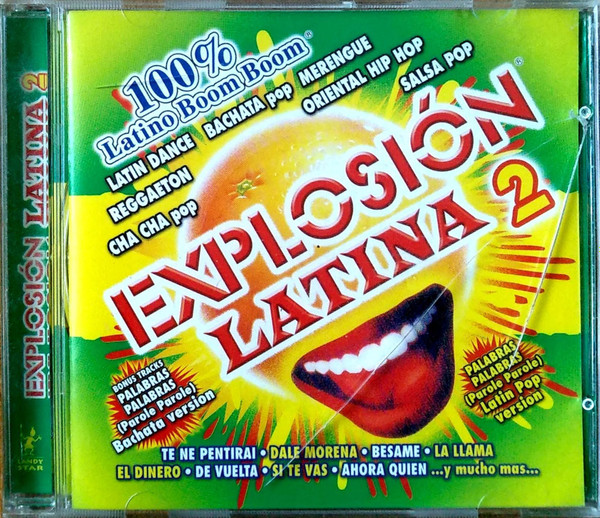 EXPLOSIÓN LATINA 2
LANDY
STAR
100%
Latino Boom Boom®
LATIN DANCE
BACHATA POP
MERENGUE
REGGAETON
ORIENTAL HIP HOP
CHA CHA POP
SALSA POP
EXPLOSIÓN®
LATINA 2
BONUS TRACKS
PALABRAS
PALABRAS
(Parole Parole)
Bachata version
PALABRAS
PALABRAS
(Parole Parole)
Latin Pop
version
TE NE PENTIRAI • DALE MORENA • BESAME • LA LLAMA
EL DINERO • DE VUELTA • SI TE VAS • AHORA QUIEN ...y mucho mas...